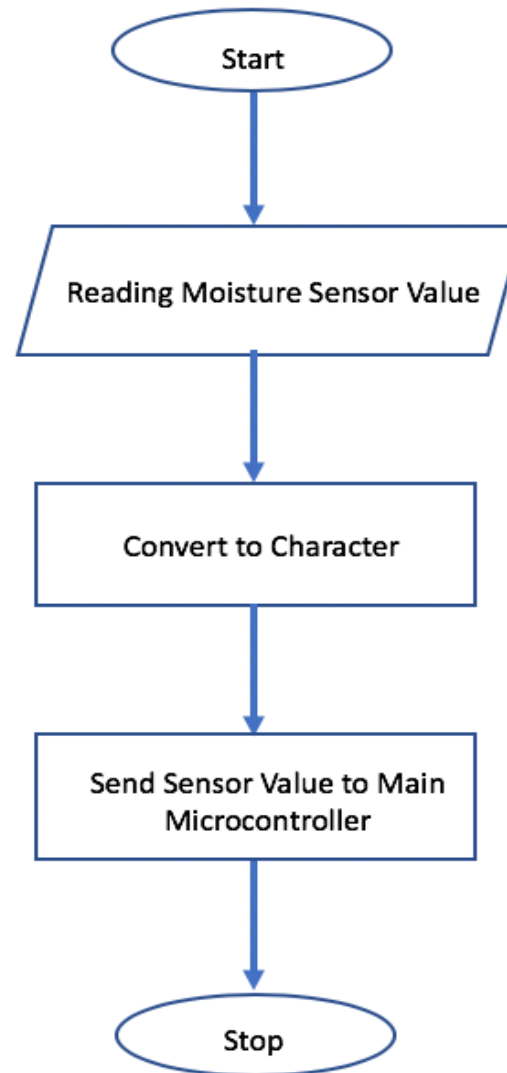 Start
Reading Moisture Sensor Value
Convert to Character
Send Sensor Value to Main
Microcontroller
Stop